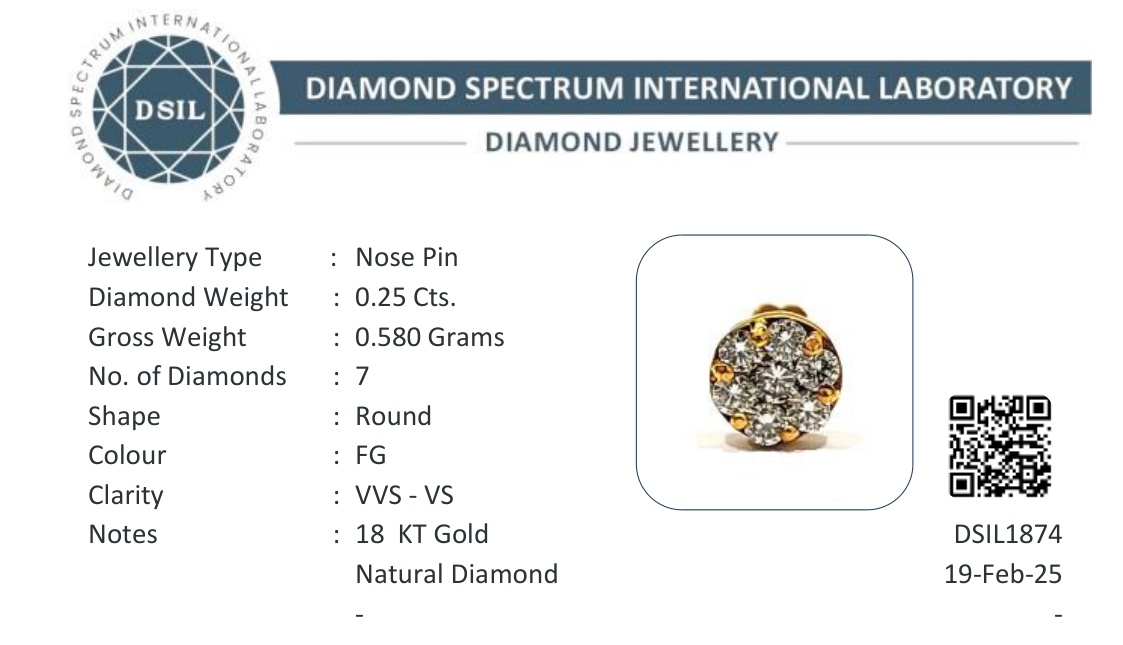 DIAMOND SPECTRUM INTERNATIONAL LABORATORY
DSIL
DIAMOND SPECTRUM INTERNATIONAL LABORATORY
DIAMOND JEWELLERY
Jewellery Type : Nose Pin
Diamond Weight : 0.25 Cts.
Gross Weight : 0.580 Grams
No. of Diamonds : 7
Shape : Round
Colour : FG
Clarity : VVS - VS
Notes : 18 KT Gold
DSIL1874
Natural Diamond
19-Feb-25
-
-